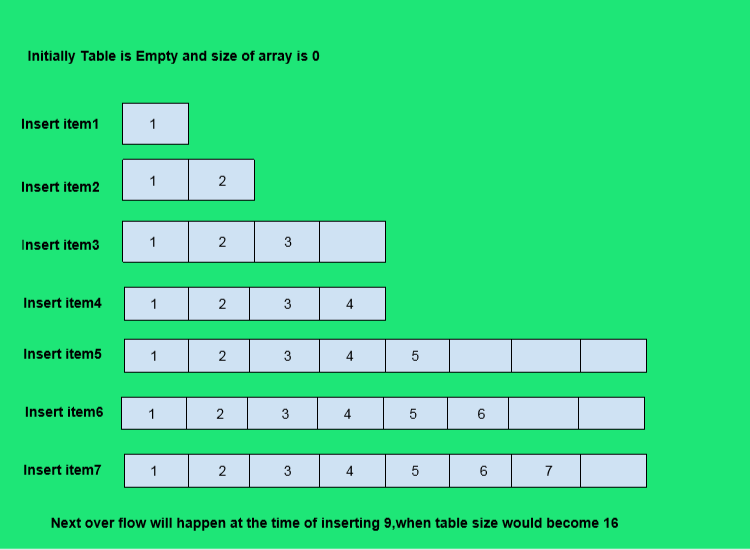 Initially Table is Empty and size of array is 0
Insert item1 1
Insert item2 1 2
Insert item3 1 2 3
Insert item4 1 2 3 4
Insert item5 1 2 3 4 5
Insert item6 1 2 3 4 5 6
Insert item7 1 2 3 4 5 6 7
Next over flow will happen at the time of inserting 9,when table size would become 16